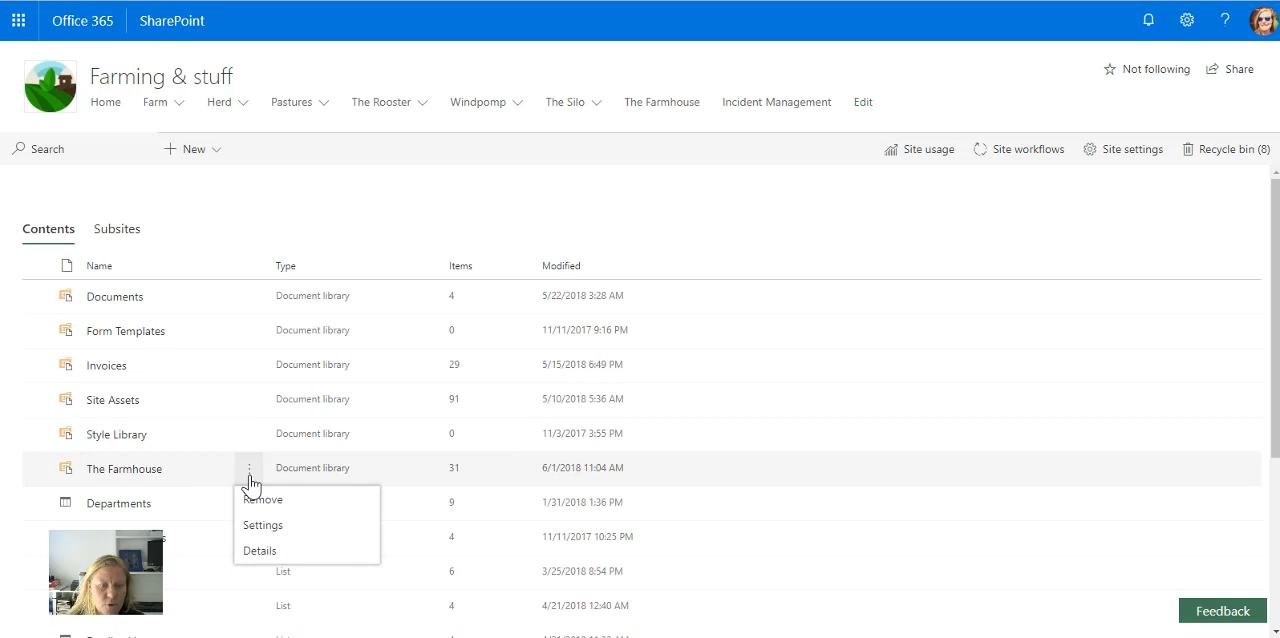 Office 365 SharePoint ?
Farming & stuff
Not following Share
Home Farm Herd Pastures The Rooster Windpomp The Silo The Farmhouse Incident Management Edit
Search New Site usage Site workflows Site settings Recycle bin (8)
Contents Subsites
Name Type Items Modified
Documents Document library 4 5/22/2018 3:28 AM
Form Templates Document library 0 11/11/2017 9:16 PM
Invoices Document library 29 5/15/2018 6:49 PM
Site Assets Document library 91 5/10/2018 5:36 AM
Style Library Document library 0 11/3/2017 3:55 PM
The Farmhouse Document library 31 6/1/2018 11:04 AM
Departments 9 1/31/2018 1:36 PM
Remove
Settings
Details
4 11/11/2017 10:25 PM
List 6 3/25/2018 8:54 PM
List 4 4/21/2018 12:40 AM
Feedback